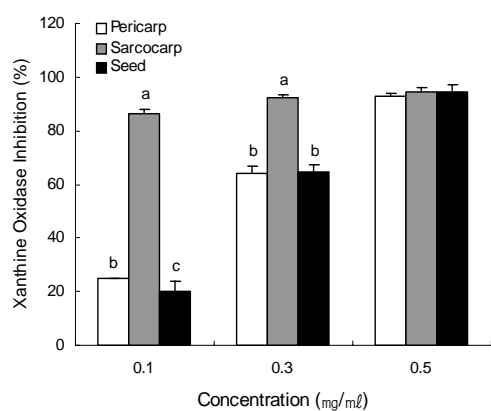 120
100
80
60
40
20
0
Xanthine Oxidase Inhibition (%)
Pericarp
Sarcocarp
Seed
a
a
b
b
b
c
0.1
0.3
0.5
Concentration (㎎/㎖)